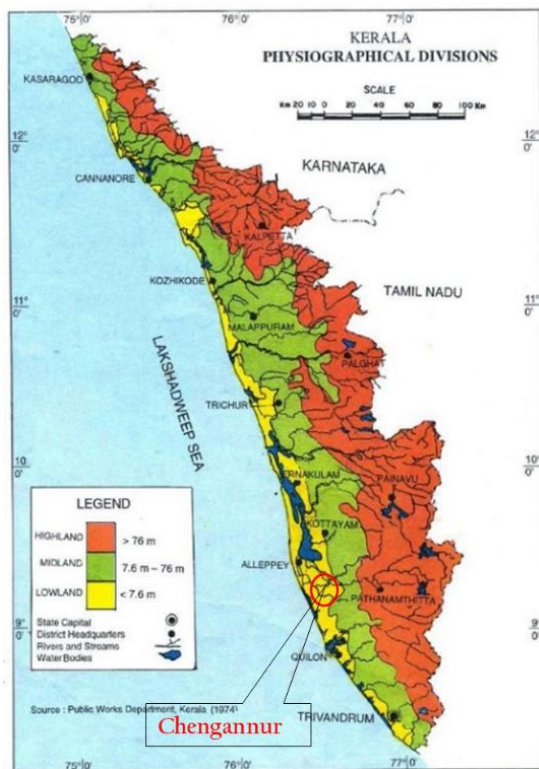 75°0'
76°0'
77°0'
KERALA
PHYSIOGRAPHICAL DIVISIONS
SCALE
Km 20 10 0 20 40 60 80 100 Km
KASARAGOD
12°
0'
12°
0'
KARNATAKA
CANNANORE
KALPETTA
KOZHIKODE
TAMIL NADU
11°
0'
11°
0'
MALAPPURAM
PALGHAT
LAKSHADWEEP SEA
TRICHUR
10
0'
10°
0'
ERNAKULAM
PAINAVU
LEGEND
HIGHLAND > 76 m
MIDLAND 7.6 m – 76 m
LOWLAND < 7.6 m
State Capital
District Headquarters
Rivers and Streams
Water Bodies
KOTTAYAM
ALLEPPEY
PATHANAMTHITTA
9°
0'
9°
0'
QUILON
Source : Public Works Department, Kerala (1974)
Chengannur
TRIVANDRUM
75°0'
76°0'
77°0'